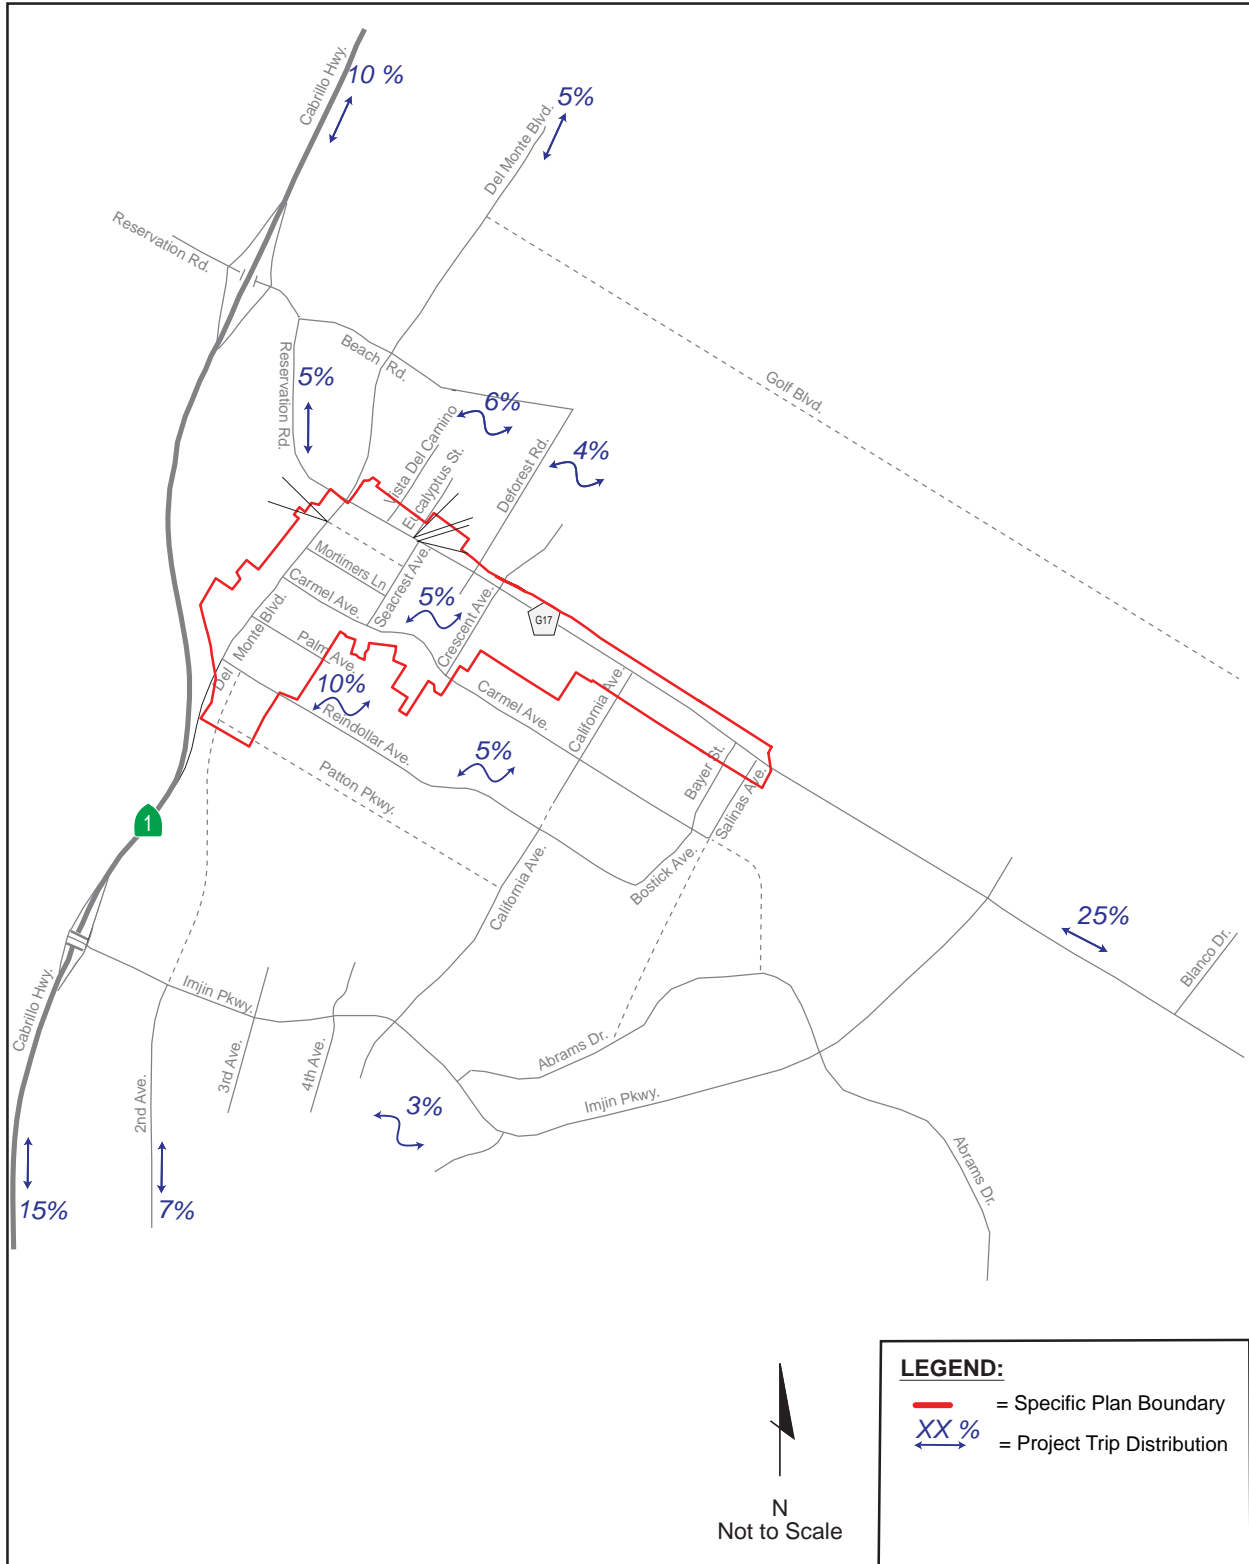 Cabrillo Hwy.
10 %
5%
Del Monte Blvd.
Reservation Rd.
Golf Blvd.
Beach Rd.
Reservation Rd.
5%
6%
Vista Del Camino
Eucalyptus St.
4%
Deforest Rd.
Mortimers Ln
Carmel Ave.
Seacrest Ave.
5%
Crescent Ave.
G17
Del Monte Blvd.
Palm Ave.
10%
Reindollar Ave.
Carmel Ave.
California Ave.
5%
Patton Pkwy.
Bayer St.
Salinas Ave.
1
California Ave.
Bostick Ave.
25%
Blanco Dr.
Cabrillo Hwy.
Imjin Pkwy.
3rd Ave.
4th Ave.
Abrams Dr.
2nd Ave.
3%
Imjin Pkwy.
Abrams Dr.
15%
7%
LEGEND:
= Specific Plan Boundary
XX %
= Project Trip Distribution
N
Not to Scale